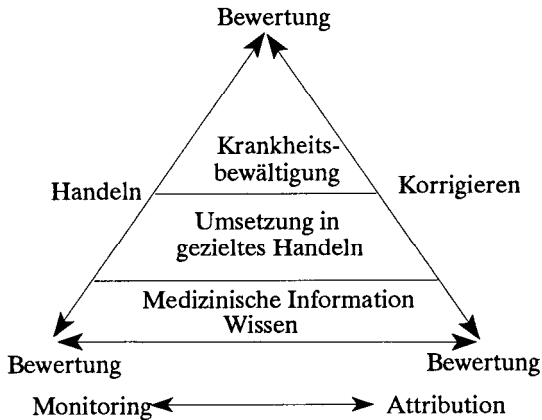 Bewertung
Krankheits-
bewältigung
Handeln
Korrigieren
Umsetzung in
gezieltes Handeln
Medizinische Information
Wissen
Bewertung
Bewertung
Monitoring
Attribution